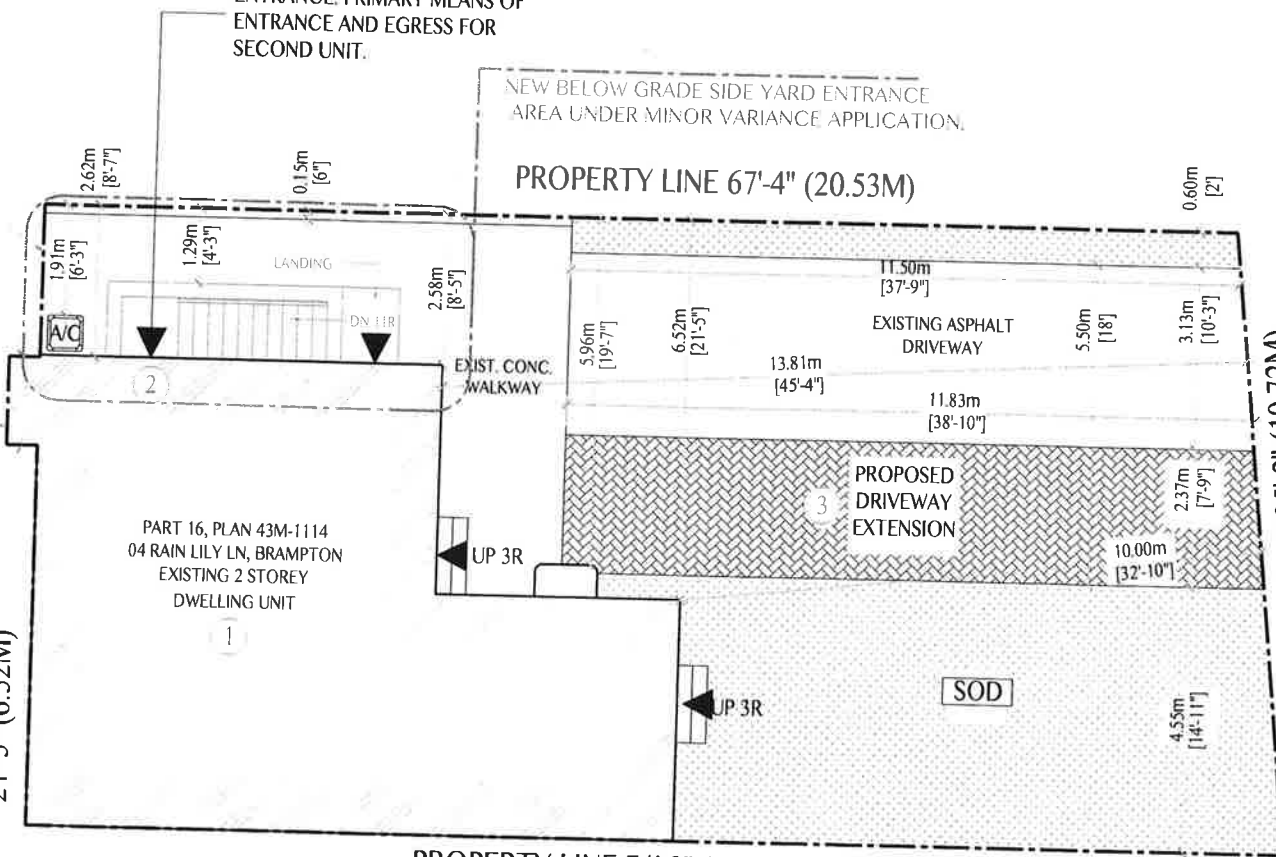 ENTRANCE. PRIMARY MEANS OF
ENTRANCE AND EGRESS FOR
SECOND UNIT.
NEW BELOW GRADE SIDE YARD ENTRANCE
AREA UNDER MINOR VARIANCE APPLICATION.
PROPERTY LINE 67'-4" (20.53M)
2.62m
[8'-7"]
0.15m
[6"]
0.60m
[2']
1.91m
[6'-3"]
1.29m
[4'-3"]
LANDING
2.58m
[8'-5"]
DN 11R
A/C
2
EXIST. CONC.
WALKWAY
11.50m
[37'-9"]
5.96m
[19'-7"]
6.52m
[21'-5"]
EXISTING ASPHALT
DRIVEWAY
5.50m
[18']
3.13m
[10'-3"]
13.81m
[45'-4"]
11.83m
[38'-10"]
(10.72M)
PROPOSED
DRIVEWAY
EXTENSION
3
2.37m
[7'-9"]
10.00m
[32'-10"]
PART 16, PLAN 43M-1114
04 RAIN LILY LN, BRAMPTON
EXISTING 2 STOREY
DWELLING UNIT
1
UP 3R
UP 3R
SOD
4.55m
[14'-11"]
(6.52M)
PROPERTY LINE